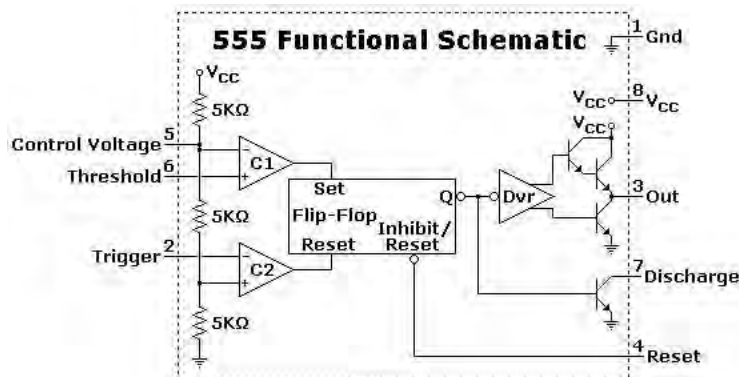 555 Functional Schematic
1
Gnd
VCC
8
VCC
VCC
5KΩ
5
Control Voltage
C1
6
Threshold
Set
Q
Dvr
3
Out
Flip-Flop
Inhibit/
Reset
Reset
5KΩ
2
Trigger
C2
7
Discharge
5KΩ
4
Reset